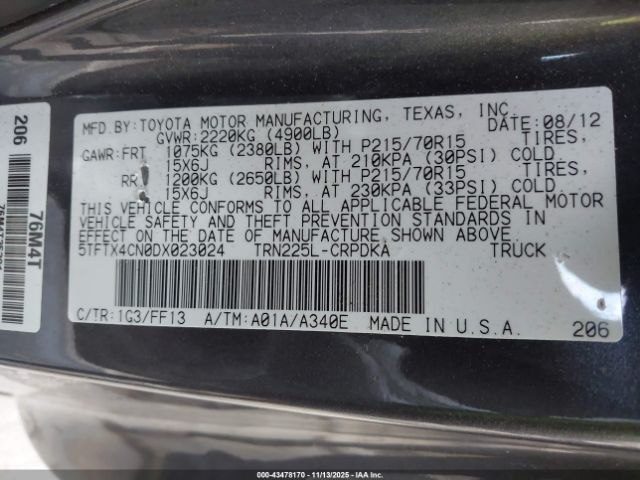 MFD.BY:TOYOTA MOTOR MANUFACTURING, TEXAS, INC. DATE: 08/12
GVWR:2220KG (4900LB)
GAWR:FRT 1075KG (2380LB) WITH P215/70R15 TIRES,
15X6J RIMS, AT 210KPA (30PSI) COLD.
RR 1200KG (2650LB) WITH P215/70R15 TIRES,
15X6J RIMS, AT 230KPA (33PSI) COLD.
THIS VEHICLE CONFORMS TO ALL APPLICABLE FEDERAL MOTOR
VEHICLE SAFETY AND THEFT PREVENTION STANDARDS IN
EFFECT ON THE DATE OF MANUFACTURE SHOWN ABOVE.
5TFTX4CN0DX023024 TRN225L-CRPDKA TRUCK
C/TR:1G3/FF13 A/TM:A01A/A340E MADE IN U.S.A.
206
206
76M4T
000-43478170 - 11/13/2025 - IAAI.CA